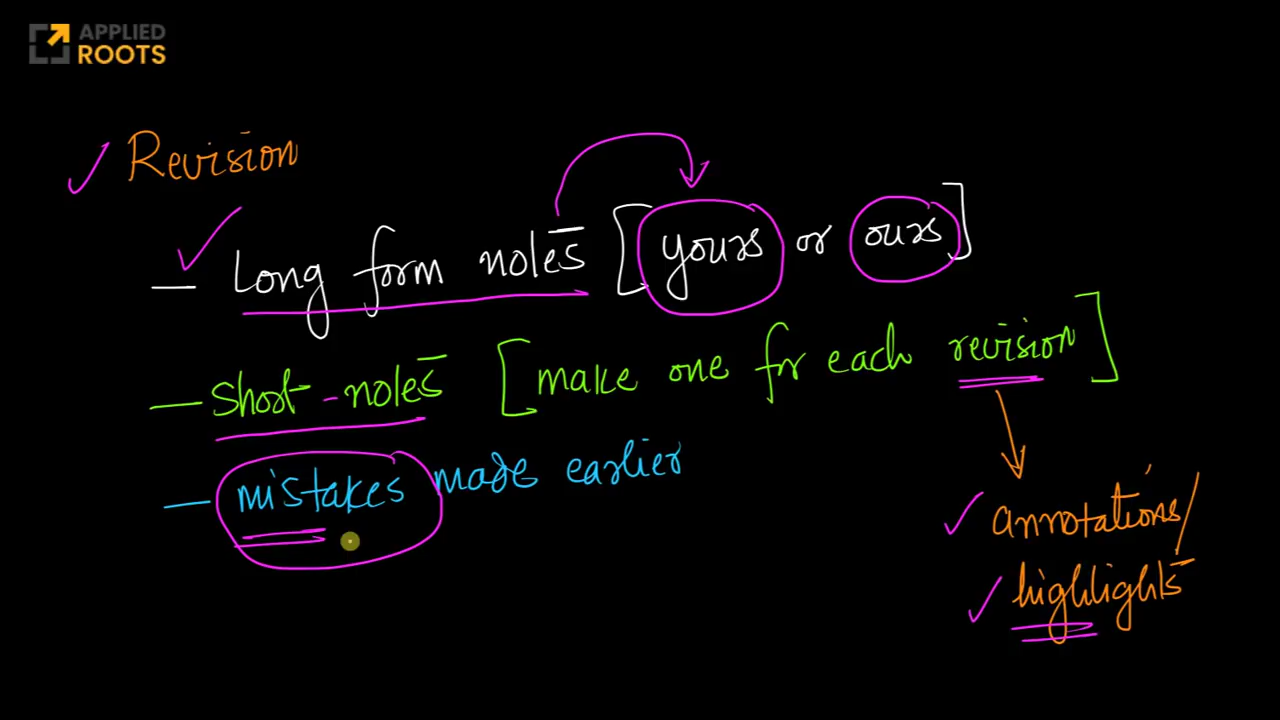 APPLIED
ROOTS
Revision
— Long form notes [yours or ours]
— Short-notes [make one for each revision]
— mistakes made earlier
annotations/
highlights